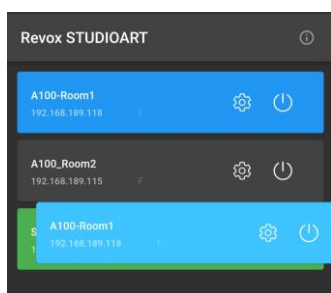 Revox STUDIOART
A100-Room1
192.168.189.118 F
A100_Room2
192.168.189.115 F
S
A100-Room1
1
192.168.189.118 F